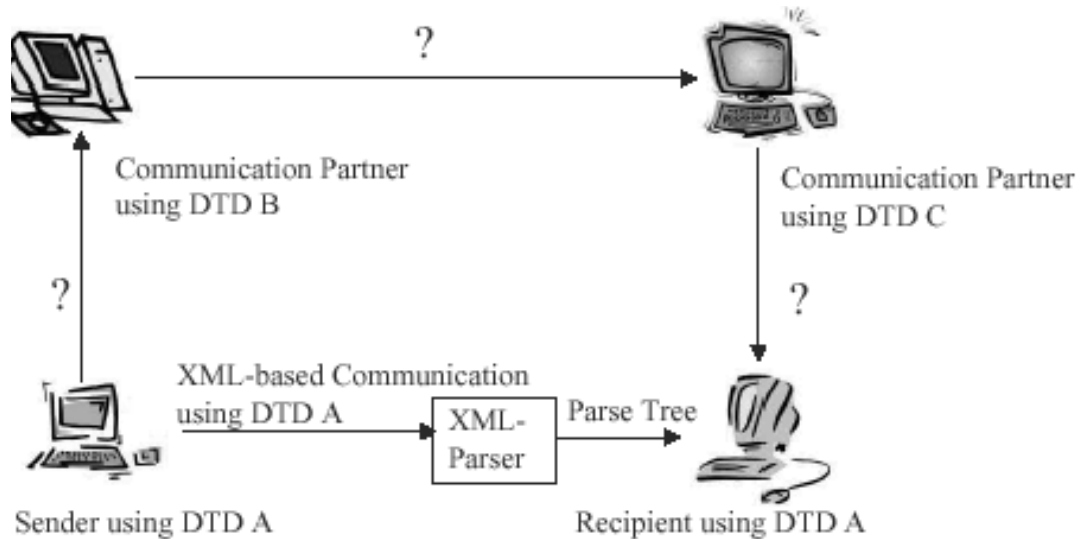 ?
Communication Partner
using DTD B
Communication Partner
using DTD C
?
?
XML-based Communication
using DTD A
XML-
Parser
Parse Tree
Sender using DTD A
Recipient using DTD A